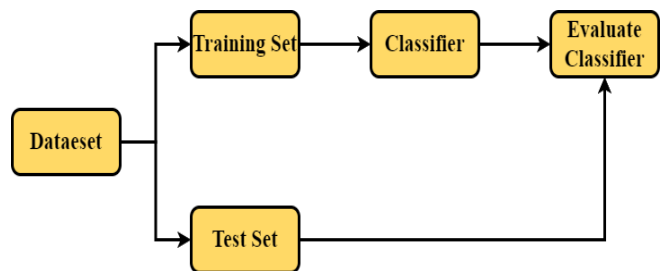 Training Set
Classifier
Evaluate
Classifier
Dataeset
Test Set